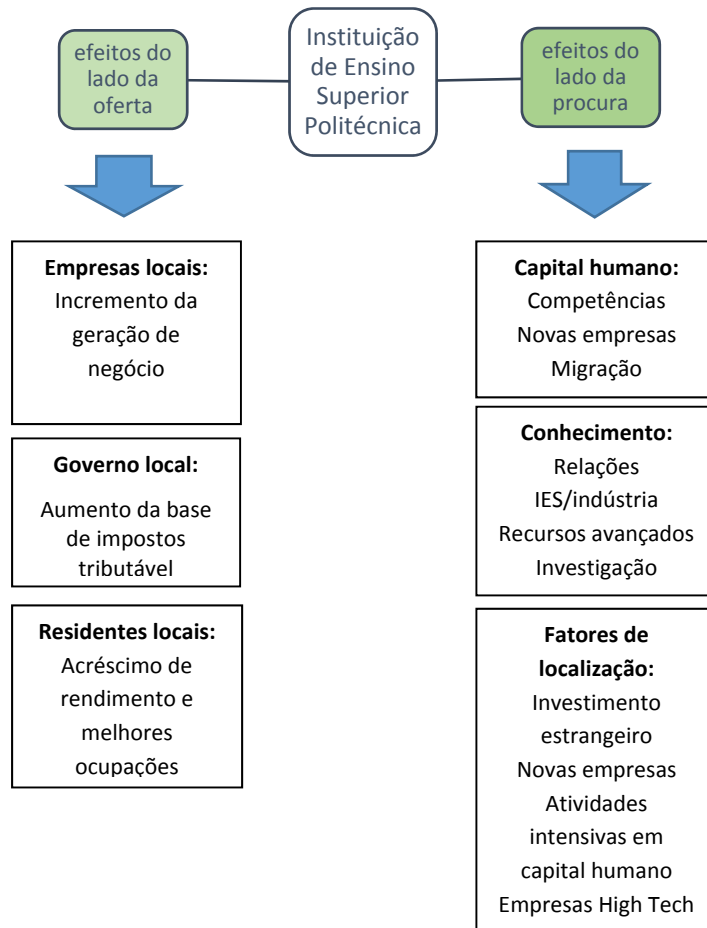 efeitos do
lado da
oferta
Instituição
de Ensino
Superior
Politécnica
efeitos do
lado da
procura
Empresas locais:
Incremento da
geração de
negócio
Governo local:
Aumento da base
de impostos
tributável
Residentes locais:
Acréscimo de
rendimento e
melhores
ocupações
Capital humano:
Competências
Novas empresas
Migração
Conhecimento:
Relações
IES/indústria
Recursos avançados
Investigação
Fatores de
localização:
Investimento
estrangeiro
Novas empresas
Atividades
intensivas em
capital humano
Empresas High Tech